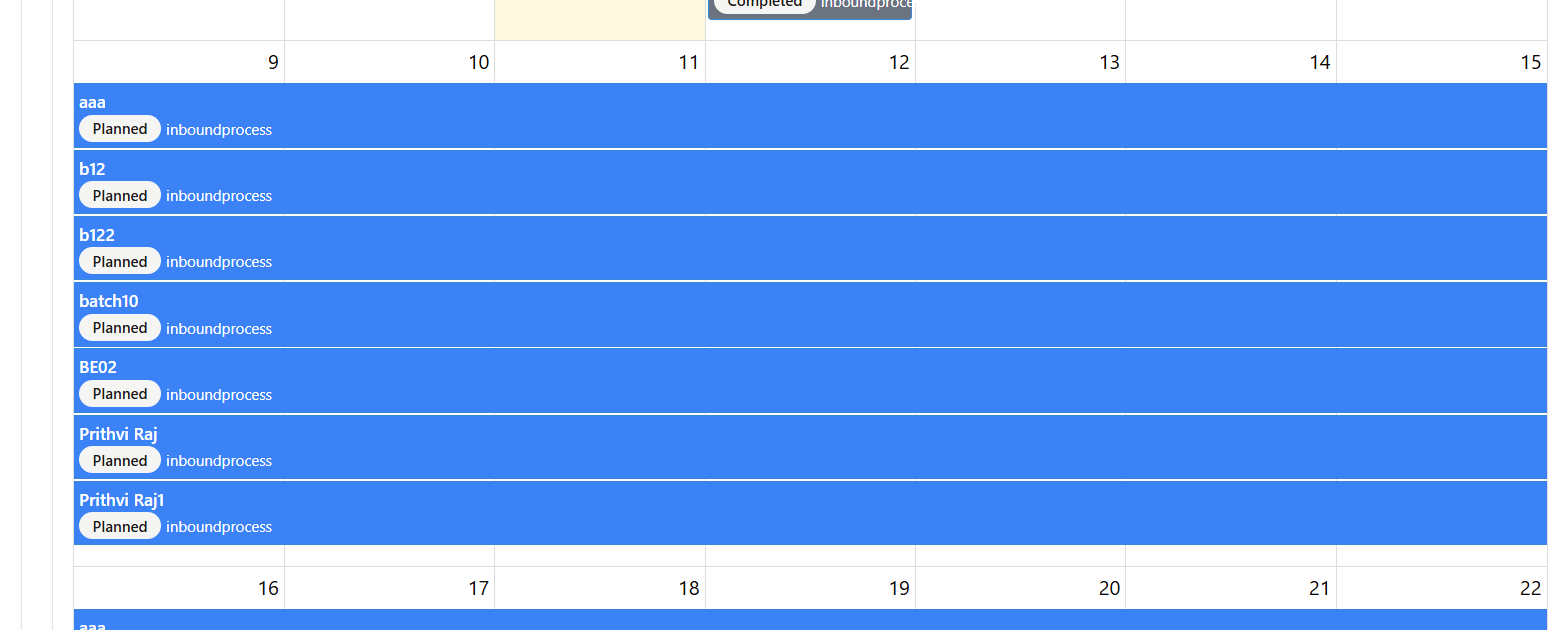 Completed inboundproce
9 10 11 12 13 14 15
aaa
Planned inboundprocess
b12
Planned inboundprocess
b122
Planned inboundprocess
batch10
Planned inboundprocess
BE02
Planned inboundprocess
Prithvi Raj
Planned inboundprocess
Prithvi Raj1
Planned inboundprocess
16 17 18 19 20 21 22
aaa